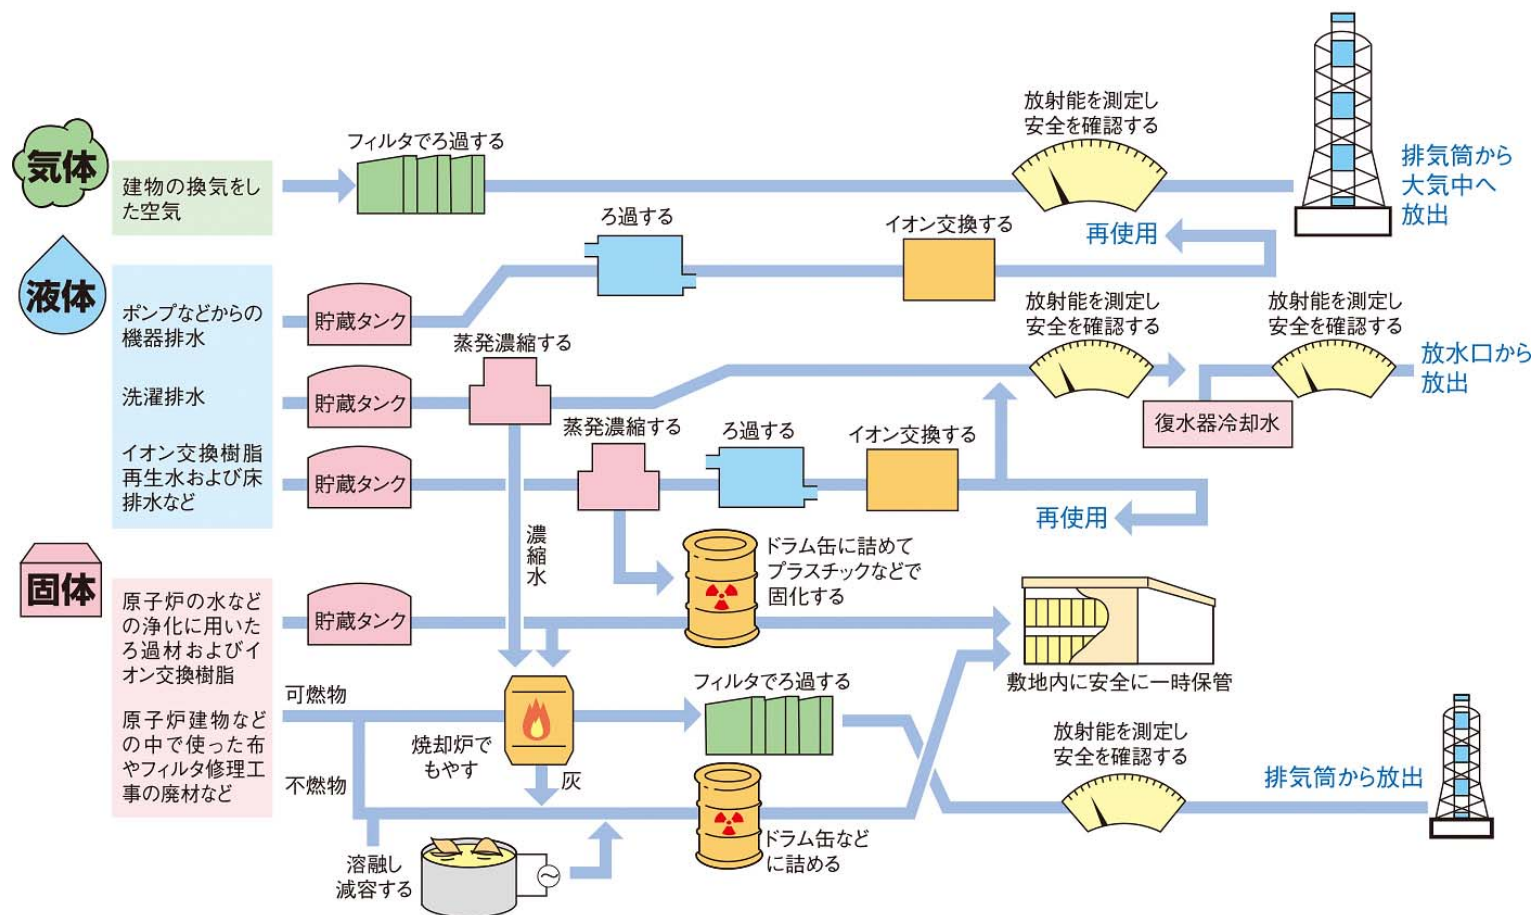 気体
建物の換気をし
た空気
フィルタでろ過する
放射能を測定し
安全を確認する
排気筒から
大気中へ
放出
液体
ポンプなどからの
機器排水
貯蔵タンク
ろ過する
イオン交換する
再使用
洗濯排水
貯蔵タンク
蒸発濃縮する
放射能を測定し
安全を確認する
復水器冷却水
放射能を測定し
安全を確認する
放水口から
放出
イオン交換樹脂
再生水および床
排水など
貯蔵タンク
蒸発濃縮する
ろ過する
イオン交換する
再使用
濃縮水
ドラム缶に詰めて
プラスチックなどで
固化する
固体
原子炉の水など
の浄化に用いた
ろ過材およびイ
オン交換樹脂
貯蔵タンク
敷地内に安全に一時保管
原子炉建物など
の中で使った布
やフィルタ修理工
事の廃材など
可燃物
不燃物
焼却炉で
もやす
灰
フィルタでろ過する
放射能を測定し
安全を確認する
排気筒から放出
溶融し
減容する
ドラム缶など
に詰める